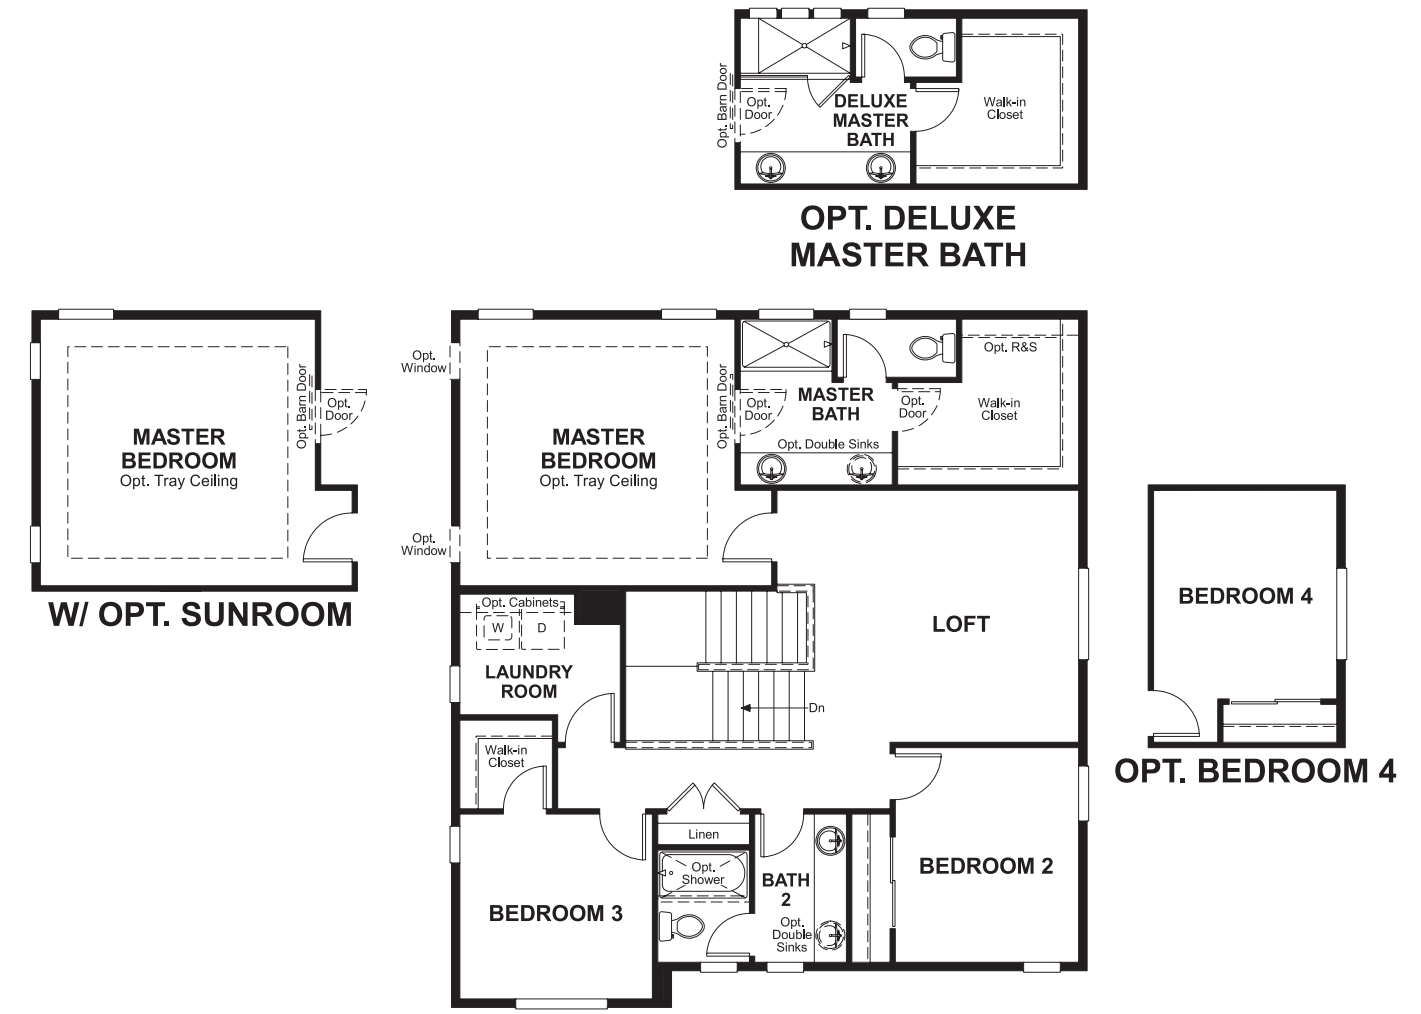 Opt. Barn Door
Opt.
Door
DELUXE
MASTER
BATH
Walk-in
Closet
OPT. DELUXE
MASTER BATH
MASTER
BEDROOM
Opt. Tray Ceiling
Opt. Barn Door
Opt.
Door
W/ OPT. SUNROOM
Opt.
Window
Opt.
Window
MASTER
BEDROOM
Opt. Tray Ceiling
Opt. Barn Door
Opt.
Door
MASTER
BATH
Opt. Double Sinks
Opt.
Door
Opt. R&S
Walk-in
Closet
Opt. Cabinets
W
D
LAUNDRY
ROOM
LOFT
Dn
Walk-in
Closet
Linen
Opt.
Shower
BATH
2
Opt.
Double
Sinks
BEDROOM 2
BEDROOM 3
BEDROOM 4
OPT. BEDROOM 4